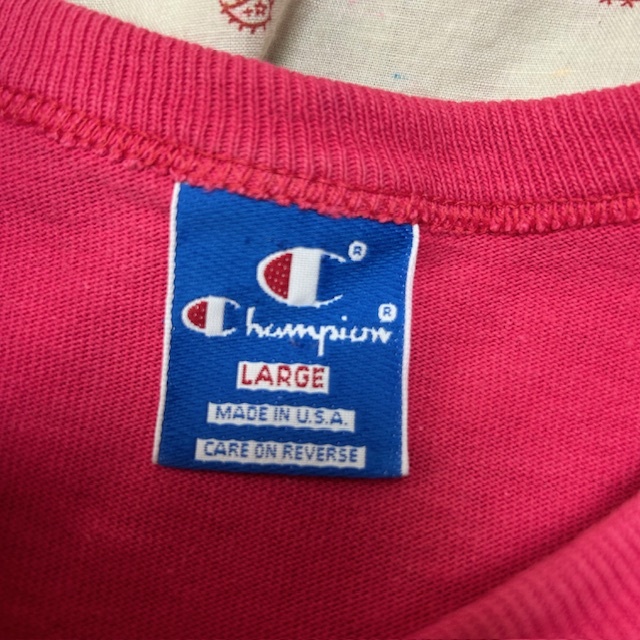 ®
Champion®
LARGE
MADE IN U.S.A.
CARE ON REVERSE